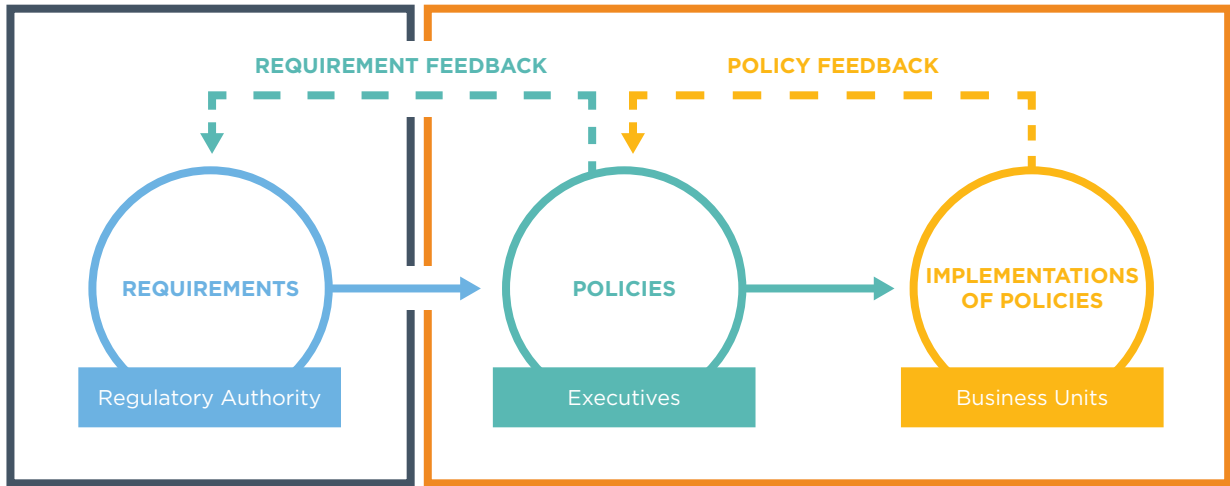 REQUIREMENT FEEDBACK
POLICY FEEDBACK
REQUIREMENTS
POLICIES
IMPLEMENTATIONS
OF POLICIES
Regulatory Authority
Executives
Business Units